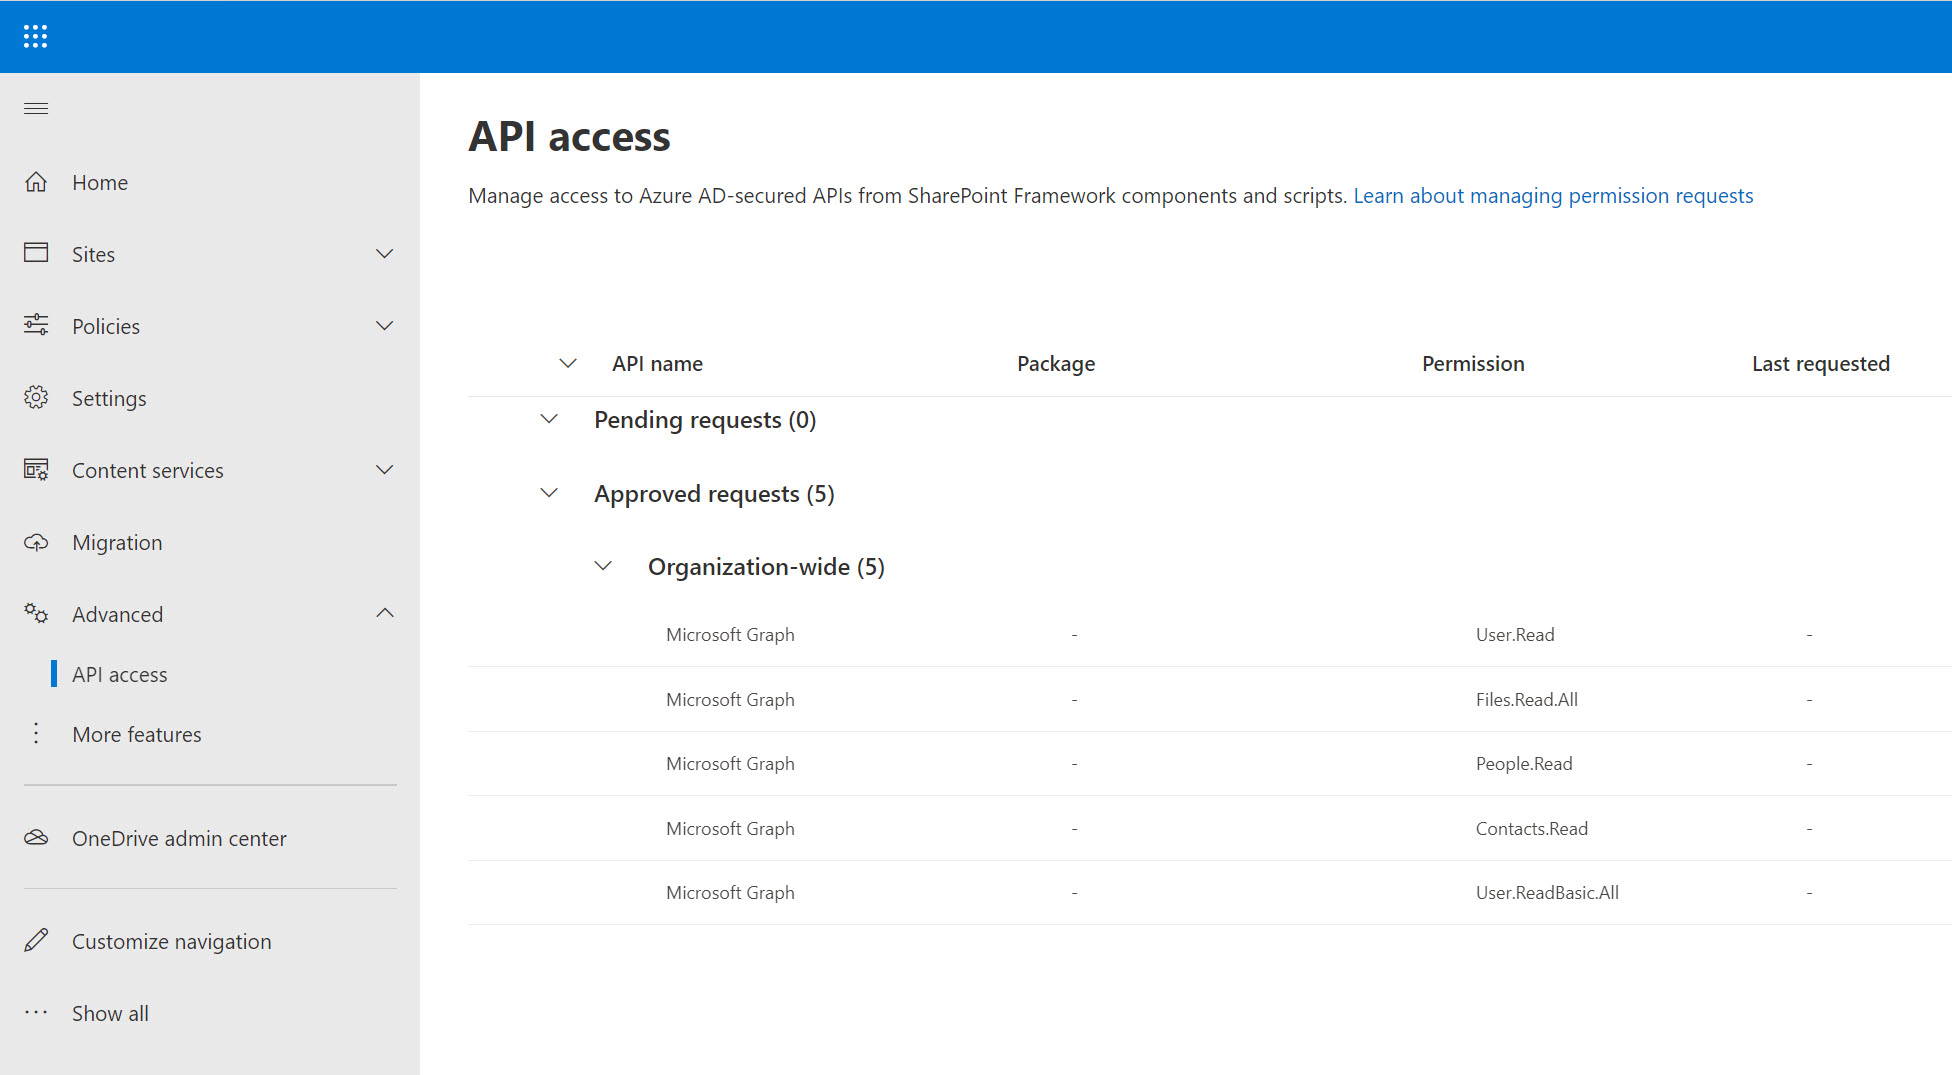 Home
Sites
Policies
Settings
Content services
Migration
Advanced
API access
More features
OneDrive admin center
Customize navigation
Show all
API access
Manage access to Azure AD-secured APIs from SharePoint Framework components and scripts. Learn about managing permission requests
API name Package Permission Last requested
Pending requests (0)
Approved requests (5)
Organization-wide (5)
Microsoft Graph - User.Read -
Microsoft Graph - Files.Read.All -
Microsoft Graph - People.Read -
Microsoft Graph - Contacts.Read -
Microsoft Graph - User.ReadBasic.All -